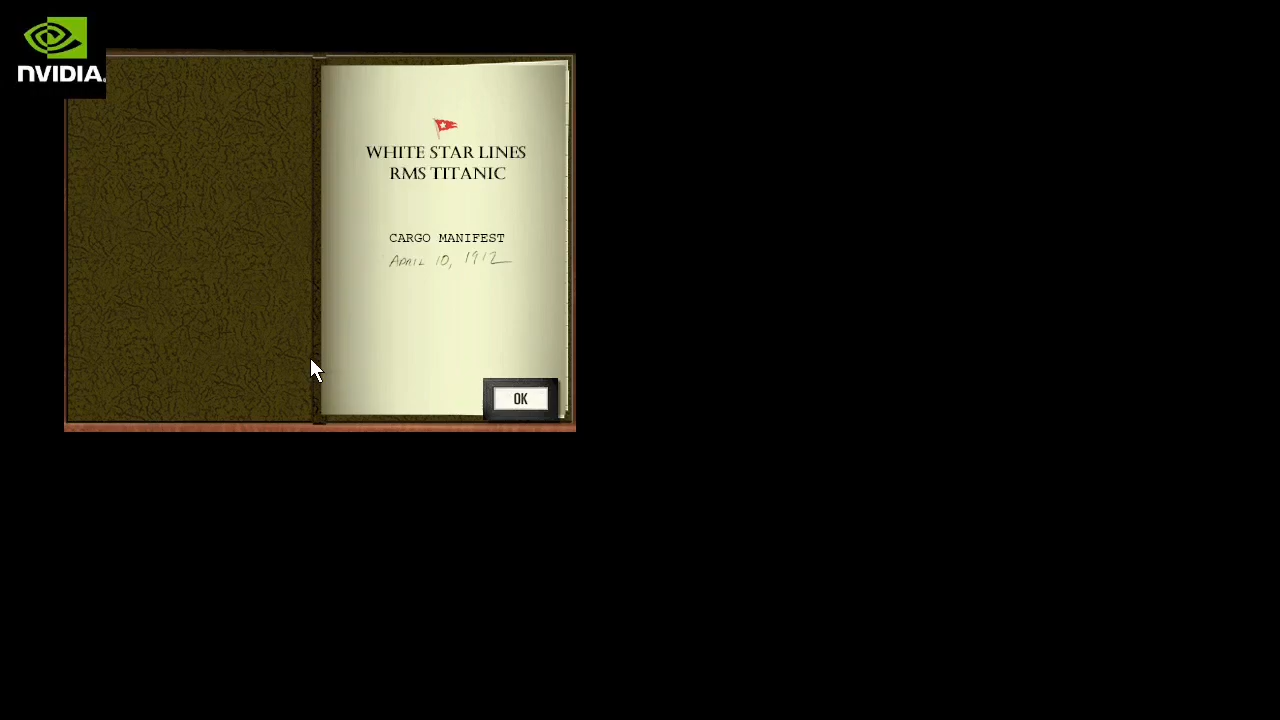 NVIDIA.
WHITE STAR LINES
RMS TITANIC
CARGO MANIFEST
APRIL 10, 1912
OK